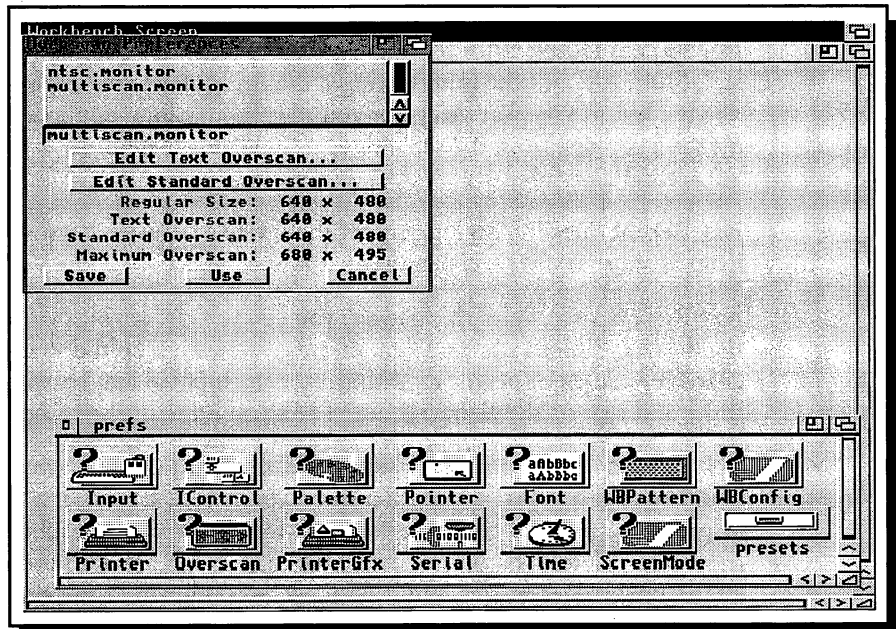 Workbench Screen
Overscan Preferences
ntsc.monitor
multiscan.monitor
multiscan.monitor
Edit Text Overscan...
Edit Standard Overscan...
Regular Size: 640 x 480
Text Overscan: 640 x 480
Standard Overscan: 640 x 480
Maximum Overscan: 680 x 495
Save Use Cancel
prefs
Input IControl Palette Pointer Font WBPattern WBConfig
Printer Overscan PrinterGfx Serial Time ScreenMode presets